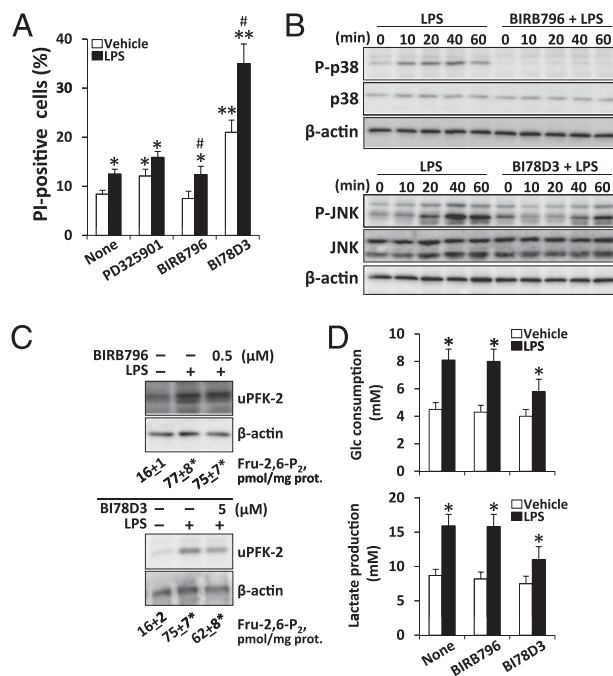 A
Vehicle
LPS
PI-positive cells (%)
40
30
20
10
0
*
*
*
#
*
**
#
**
None
PD325901
BIRB796
BI78D3
B
LPS
BIRB796 + LPS
(min) 0 10 20 40 60 0 10 20 40 60
P-p38
p38
β-actin
LPS
BI78D3 + LPS
(min) 0 10 20 40 60 0 10 20 40 60
P-JNK
JNK
β-actin
C
BIRB796 – – 0.5 (μM)
LPS – + +
uPFK-2
β-actin
16±1 77±8* 75±7* Fru-2,6-P₂,
pmol/mg prot.
BI78D3 – – 5 (μM)
LPS – + +
uPFK-2
β-actin
16±2 75±7* 62±8* Fru-2,6-P₂,
pmol/mg prot.
D
Vehicle
LPS
Glc consumption
(mM)
10
8
6
4
2
0
*
*
*
Vehicle
LPS
Lactate production
(mM)
20
15
10
5
0
*
*
*
None
BIRB796
BI78D3